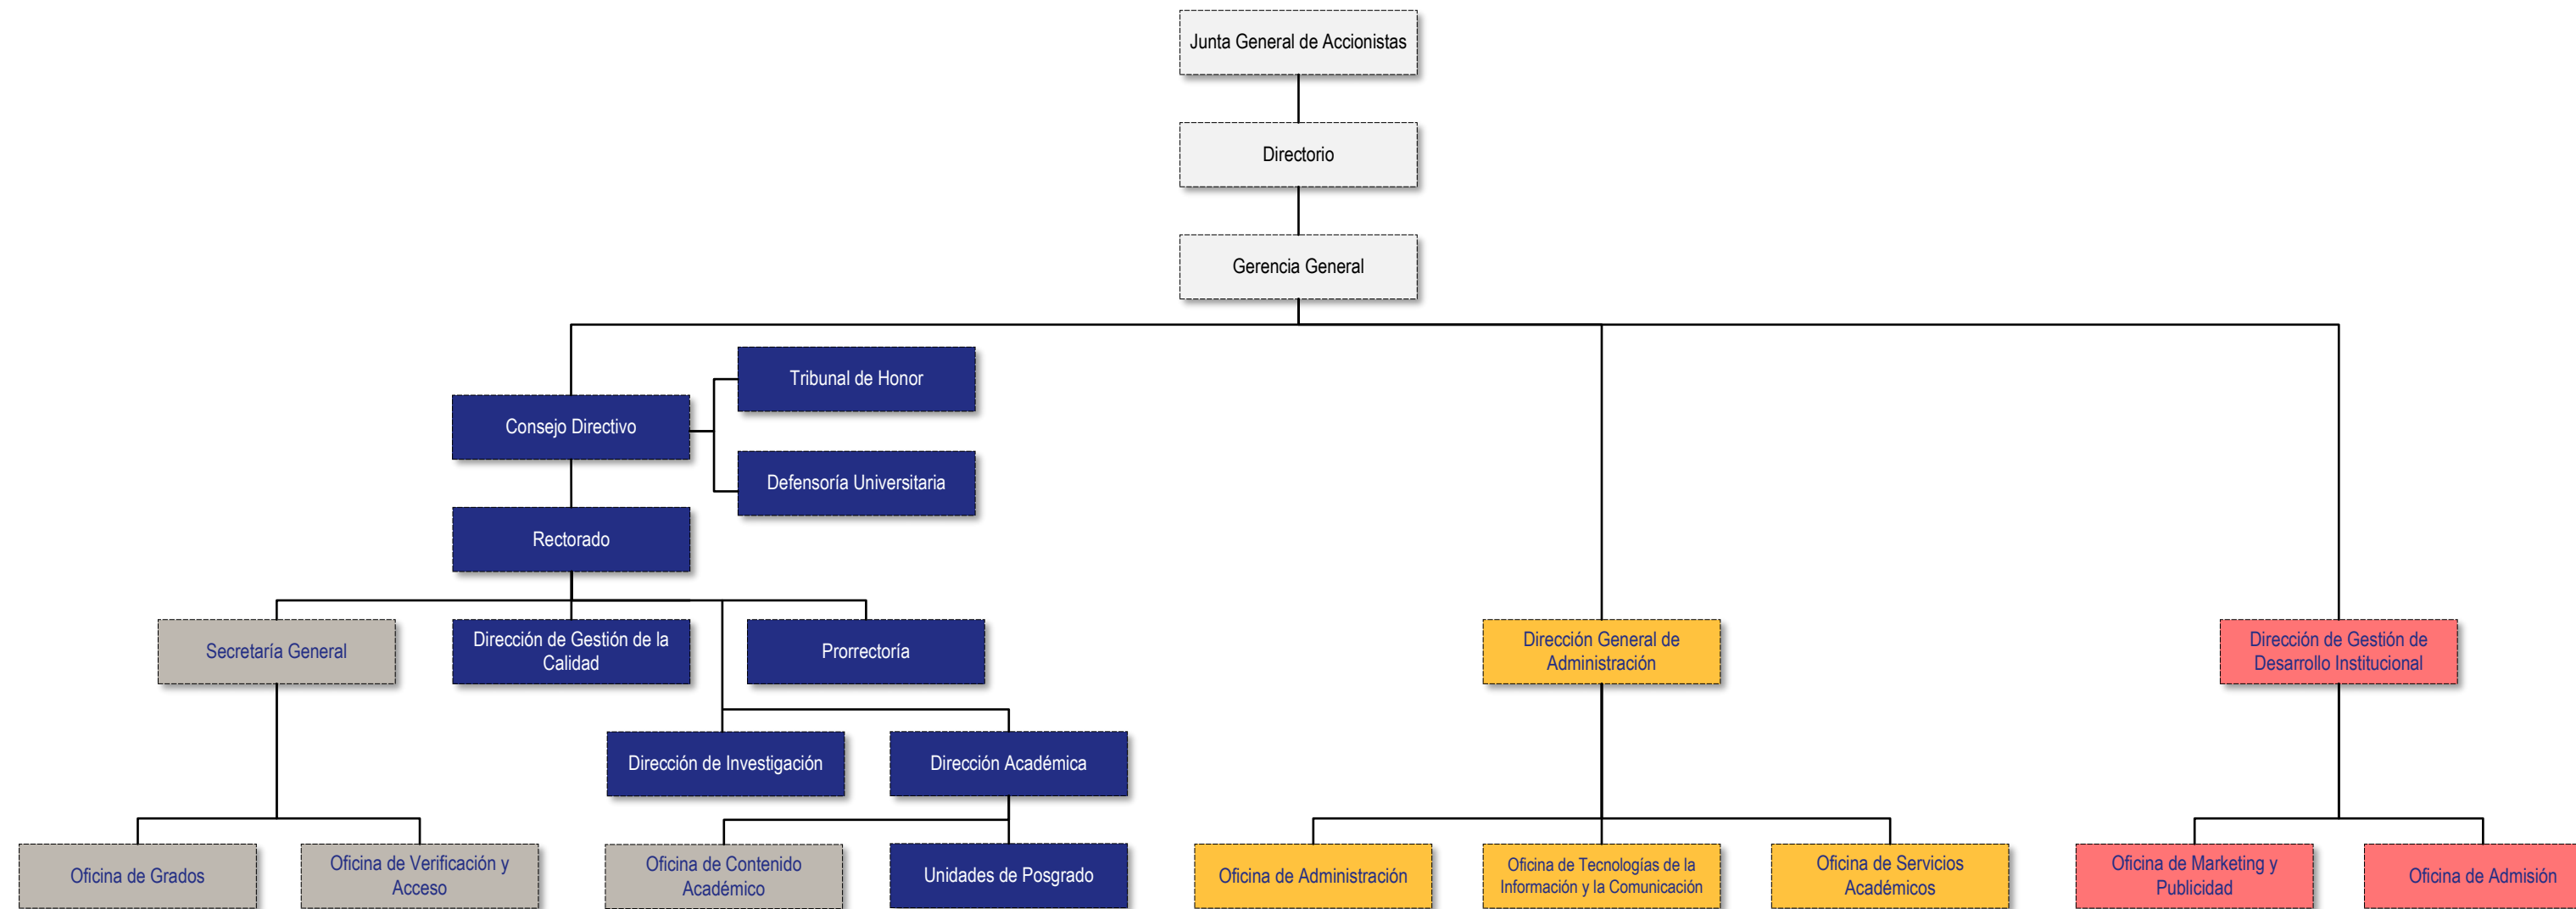 Junta General de Accionistas
Directorio
Gerencia General
Tribunal de Honor
Consejo Directivo
Defensoría Universitaria
Rectorado
Secretaría General
Dirección de Gestión de la
Calidad
Prorrectoría
Dirección General de
Administración
Dirección de Gestión de
Desarrollo Institucional
Dirección de Investigación
Dirección Académica
Oficina de Grados
Oficina de Verificación y
Acceso
Oficina de Contenido
Académico
Unidades de Posgrado
Oficina de Administración
Oficina de Tecnologías de la
Información y la Comunicación
Oficina de Servicios
Académicos
Oficina de Marketing y
Publicidad
Oficina de Admisión